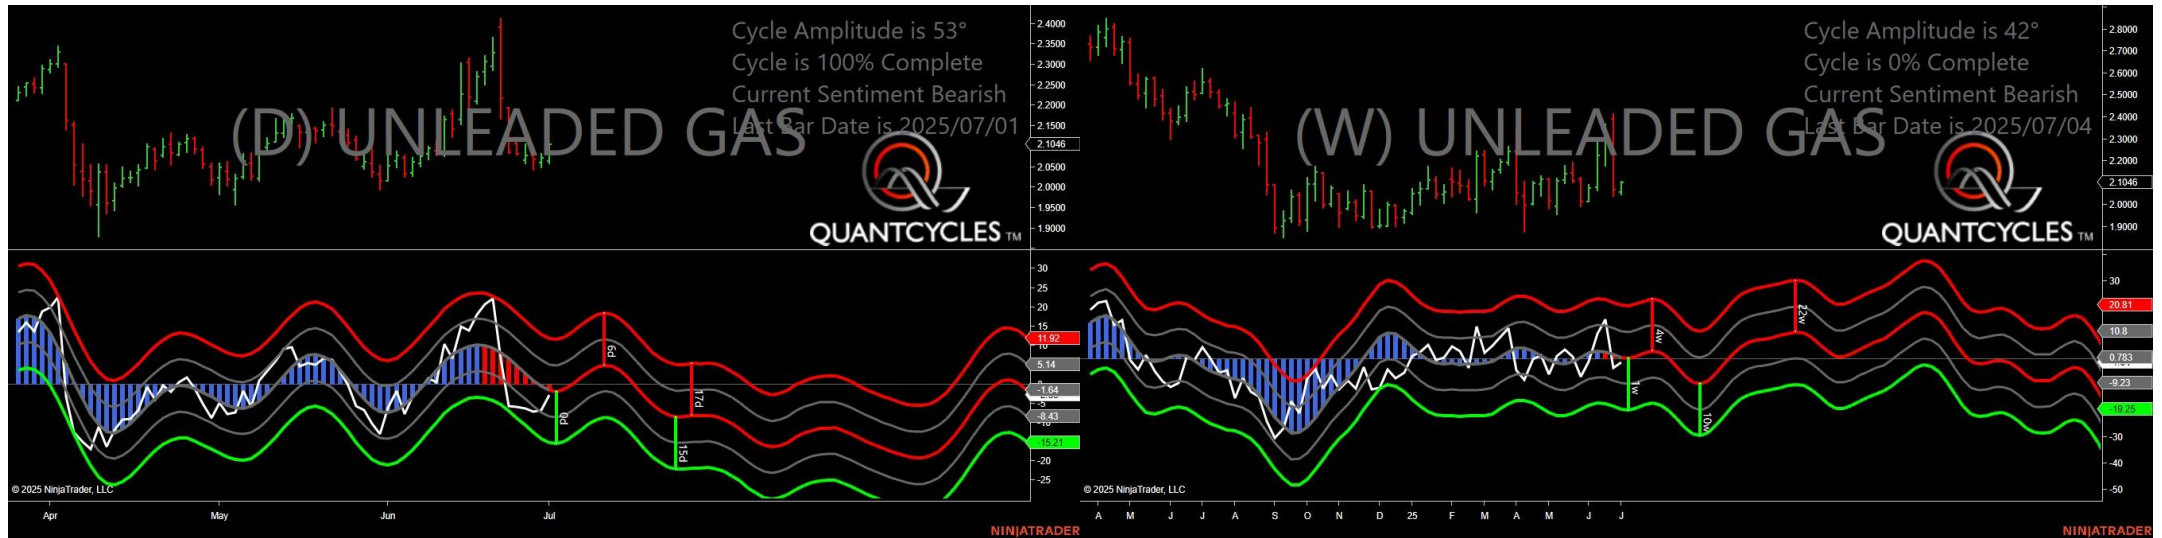 Cycle Amplitude is 53°
Cycle is 100% Complete
Current Sentiment Bearish
Last Bar Date is 2025/07/01
(D) UNLEADED GAS
QUANTCYCLES TM
2.4000
2.3500
2.3000
2.2500
2.2000
2.1500
2.1046
2.0500
2.0000
1.9500
1.9000
30
25
20
15
11.92
10
5.14
-1.64
-5
-8.43
-10
-15.21
-20
-25
0d
6d
15d
17d
© 2025 NinjaTrader, LLC
Apr May Jun Jul
NINJATRADER
Cycle Amplitude is 42°
Cycle is 0% Complete
Current Sentiment Bearish
Last Bar Date is 2025/07/04
(W) UNLEADED GAS
QUANTCYCLES TM
2.8000
2.7000
2.6000
2.5000
2.4000
2.3000
2.2000
2.1046
2.0000
1.9000
30
20.81
10.8
0.783
-9.23
-19.25
-30
-40
-50
1w
4w
10w
22w
© 2025 NinjaTrader, LLC
A M J J A S O N D 25 F M A M J J
NINJATRADER